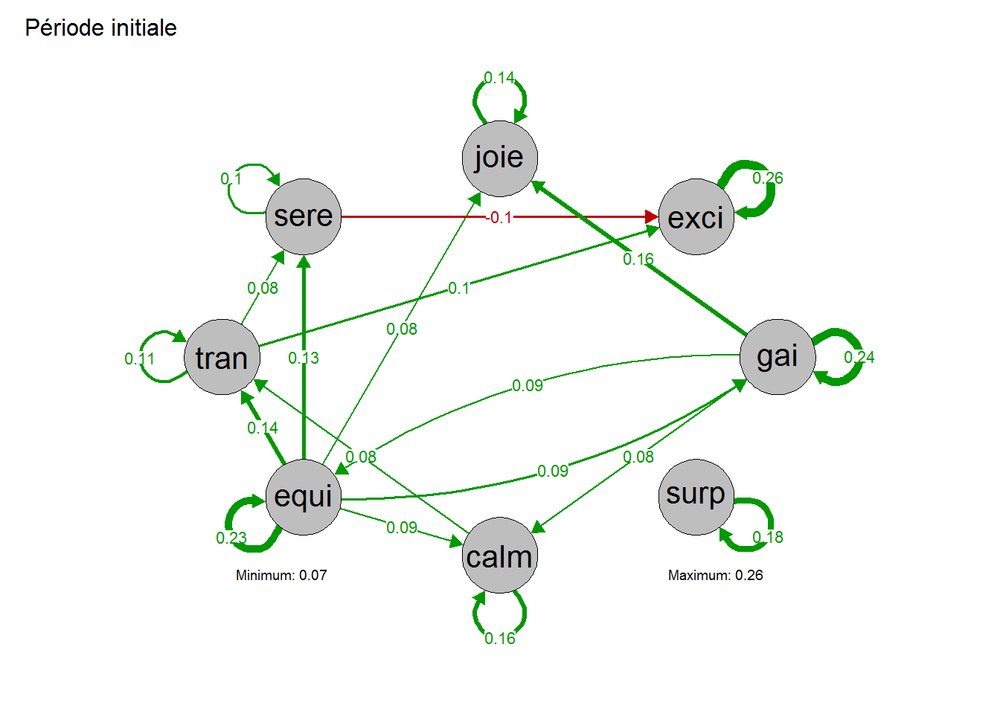 Période initiale
0.14
joie
0.1
sere
0.26
exci
-0.1
0.16
0.08
0.1
0.08
0.11
tran
0.13
gai
0.24
0.09
0.14
0.08
0.09
0.08
equi
surp
0.23
0.09
0.18
calm
Minimum: 0.07
Maximum: 0.26
0.16